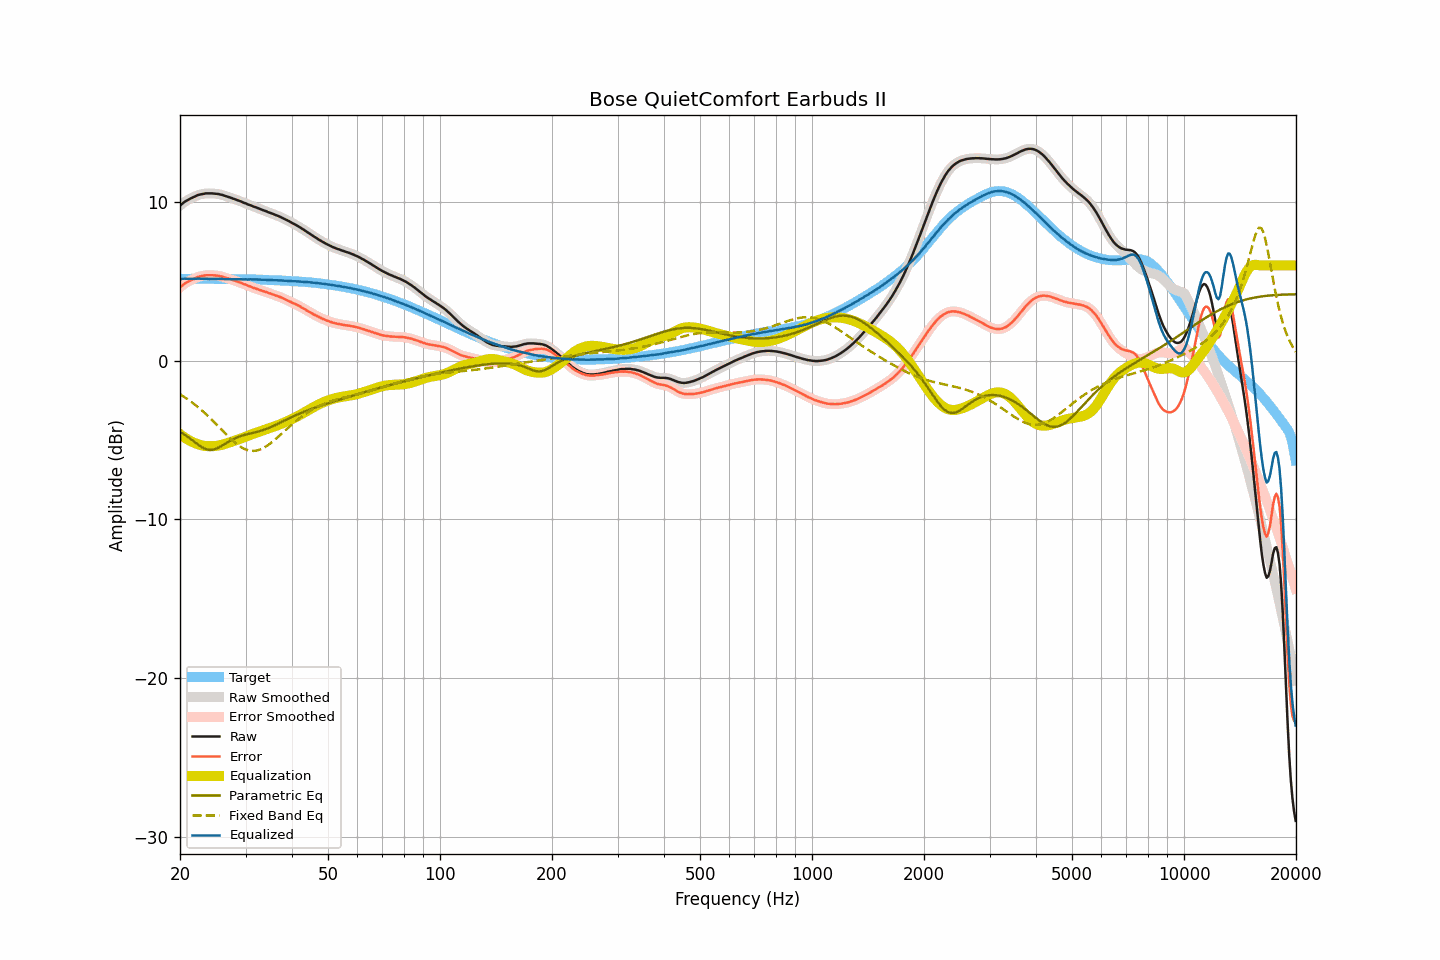 Bose QuietComfort Earbuds II
10
0
−10
−20
−30
Amplitude (dBr)
Target
Raw Smoothed
Error Smoothed
Raw
Error
Equalization
Parametric Eq
Fixed Band Eq
Equalized
20 50 100 200 500 1000 2000 5000 10000 20000
Frequency (Hz)